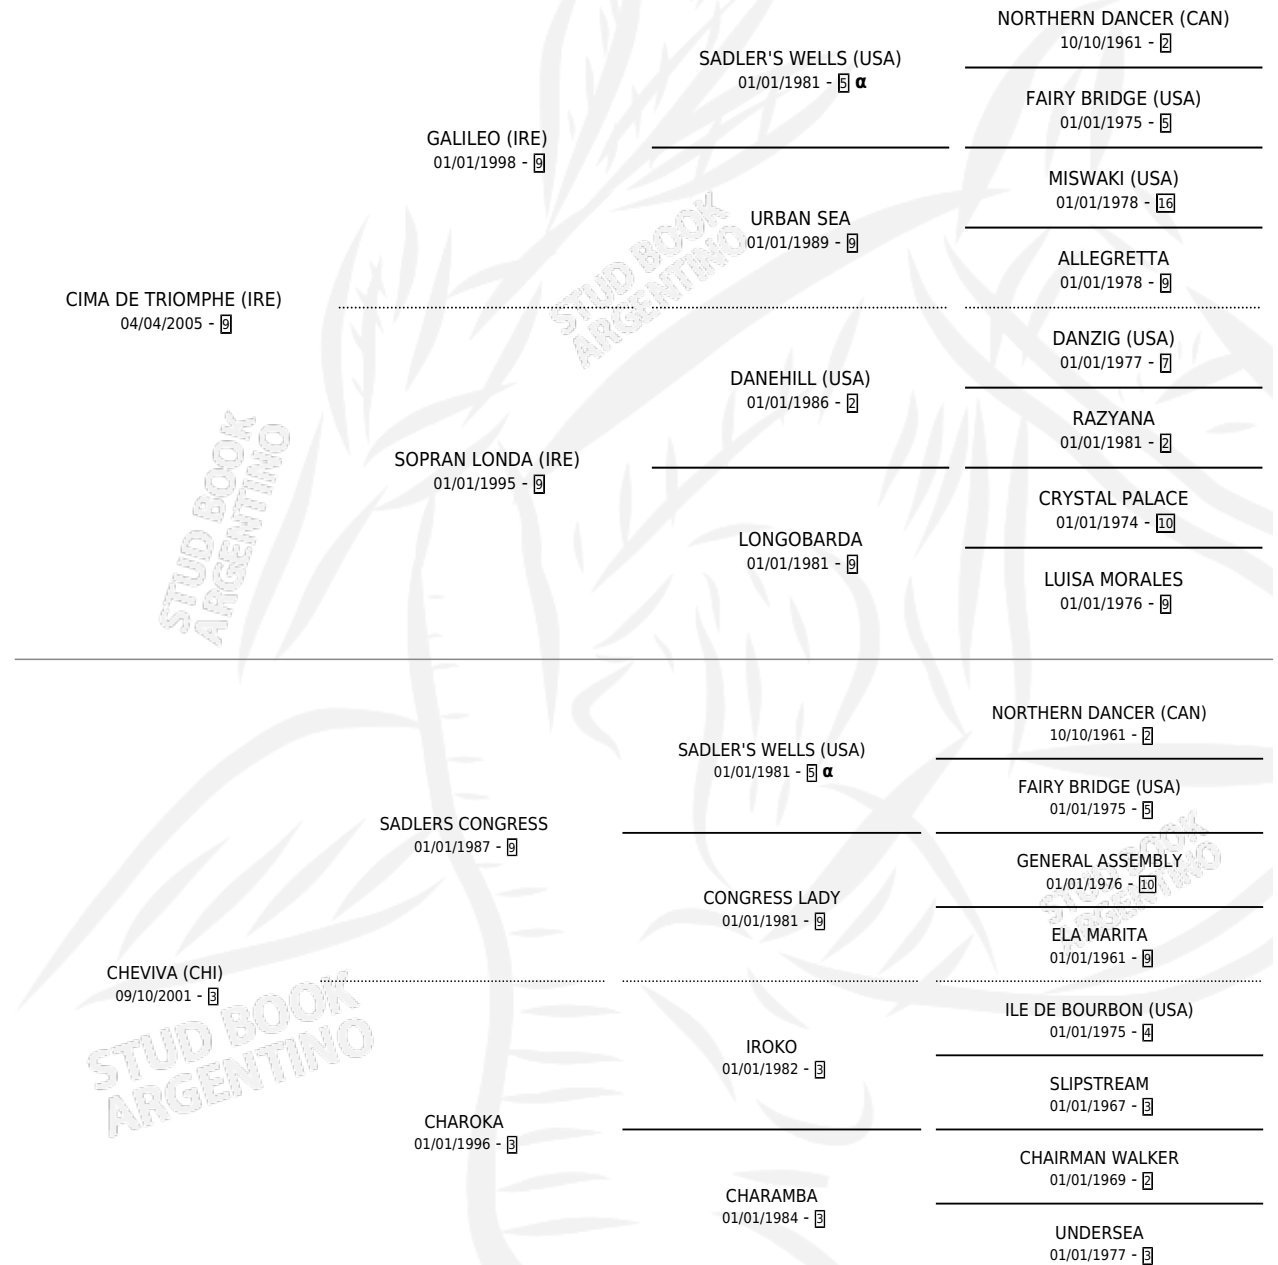 NORTHERN DANCER (CAN)
10/10/1961 - 2
SADLER'S WELLS (USA)
01/01/1981 - 5 α
FAIRY BRIDGE (USA)
01/01/1975 - 5
GALILEO (IRE)
01/01/1998 - 9
MISWAKI (USA)
01/01/1978 - 16
URBAN SEA
01/01/1989 - 9
ALLEGRETTA
01/01/1978 - 9
CIMA DE TRIOMPHE (IRE)
04/04/2005 - 9
DANZIG (USA)
01/01/1977 - 7
DANEHILL (USA)
01/01/1986 - 2
RAZYANA
01/01/1981 - 2
SOPRAN LONDA (IRE)
01/01/1995 - 9
CRYSTAL PALACE
01/01/1974 - 10
LONGOBARDA
01/01/1981 - 9
LUISA MORALES
01/01/1976 - 9
NORTHERN DANCER (CAN)
10/10/1961 - 2
SADLER'S WELLS (USA)
01/01/1981 - 5 α
FAIRY BRIDGE (USA)
01/01/1975 - 5
SADLERS CONGRESS
01/01/1987 - 9
GENERAL ASSEMBLY
01/01/1976 - 10
CONGRESS LADY
01/01/1981 - 9
ELA MARITA
01/01/1961 - 9
CHEVIVA (CHI)
09/10/2001 - 3
ILE DE BOURBON (USA)
01/01/1975 - 4
IROKO
01/01/1982 - 3
SLIPSTREAM
01/01/1967 - 3
CHAROKA
01/01/1996 - 3
CHAIRMAN WALKER
01/01/1969 - 2
CHARAMBA
01/01/1984 - 3
UNDERSEA
01/01/1977 - 3
STUD BOOK
ARGENTINO
STUD BOOK
ARGENTINO
STUD BOOK
ARGENTINO
STUD BOOK
ARGENTINO